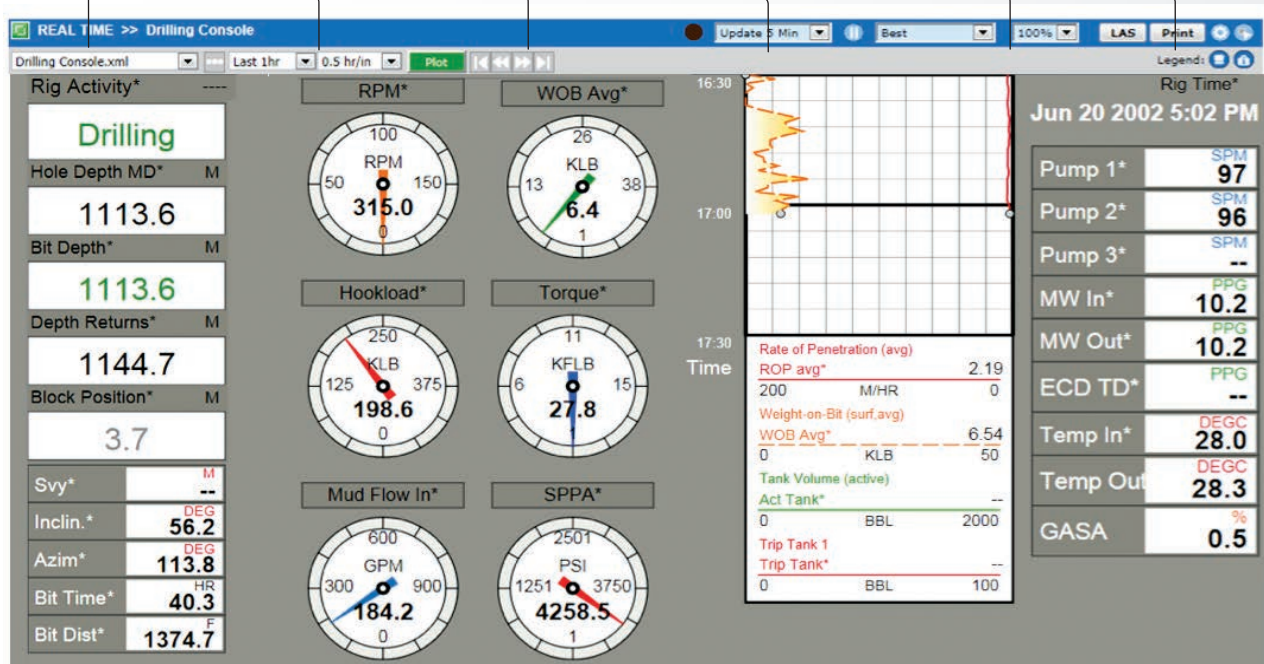 REAL TIME >> Drilling Console
Update 5 Min
Best
100%
LAS
Print
Drilling Console.xml
Last 1hr
0.5 hr/in
Plot
Legend:
Rig Activity* ----
Drilling
Hole Depth MD* M
1113.6
Bit Depth* M
1113.6
Depth Returns* M
1144.7
Block Position* M
3.7
Svy* M
--
Inclin.* DEG
56.2
Azim* DEG
113.8
Bit Time* HR
40.3
Bit Dist* F
1374.7
RPM*
100
RPM
50 150
315.0
0
WOB Avg*
26
KLB
13 38
6.4
1
Hookload*
250
KLB
125 375
198.6
0
Torque*
11
KFLB
6 15
27.8
Mud Flow In*
600
GPM
300 900
184.2
0
SPPA*
2501
PSI
1251 3750
4258.5
1
16:30
17:00
17:30
Time
Rate of Penetration (avg)
ROP avg* 2.19
200 M/HR 0
Weight-on-Bit (surf,avg)
WOB Avg* 6.54
0 KLB 50
Tank Volume (active)
Act Tank* --
0 BBL 2000
Trip Tank 1
Trip Tank* --
0 BBL 100
Rig Time*
Jun 20 2002 5:02 PM
Pump 1* SPM
97
Pump 2* SPM
96
Pump 3* SPM
--
MW In* PPG
10.2
MW Out* PPG
10.2
ECD TD* PPG
--
Temp In* DEGC
28.0
Temp Out DEGC
28.3
GASA %
0.5